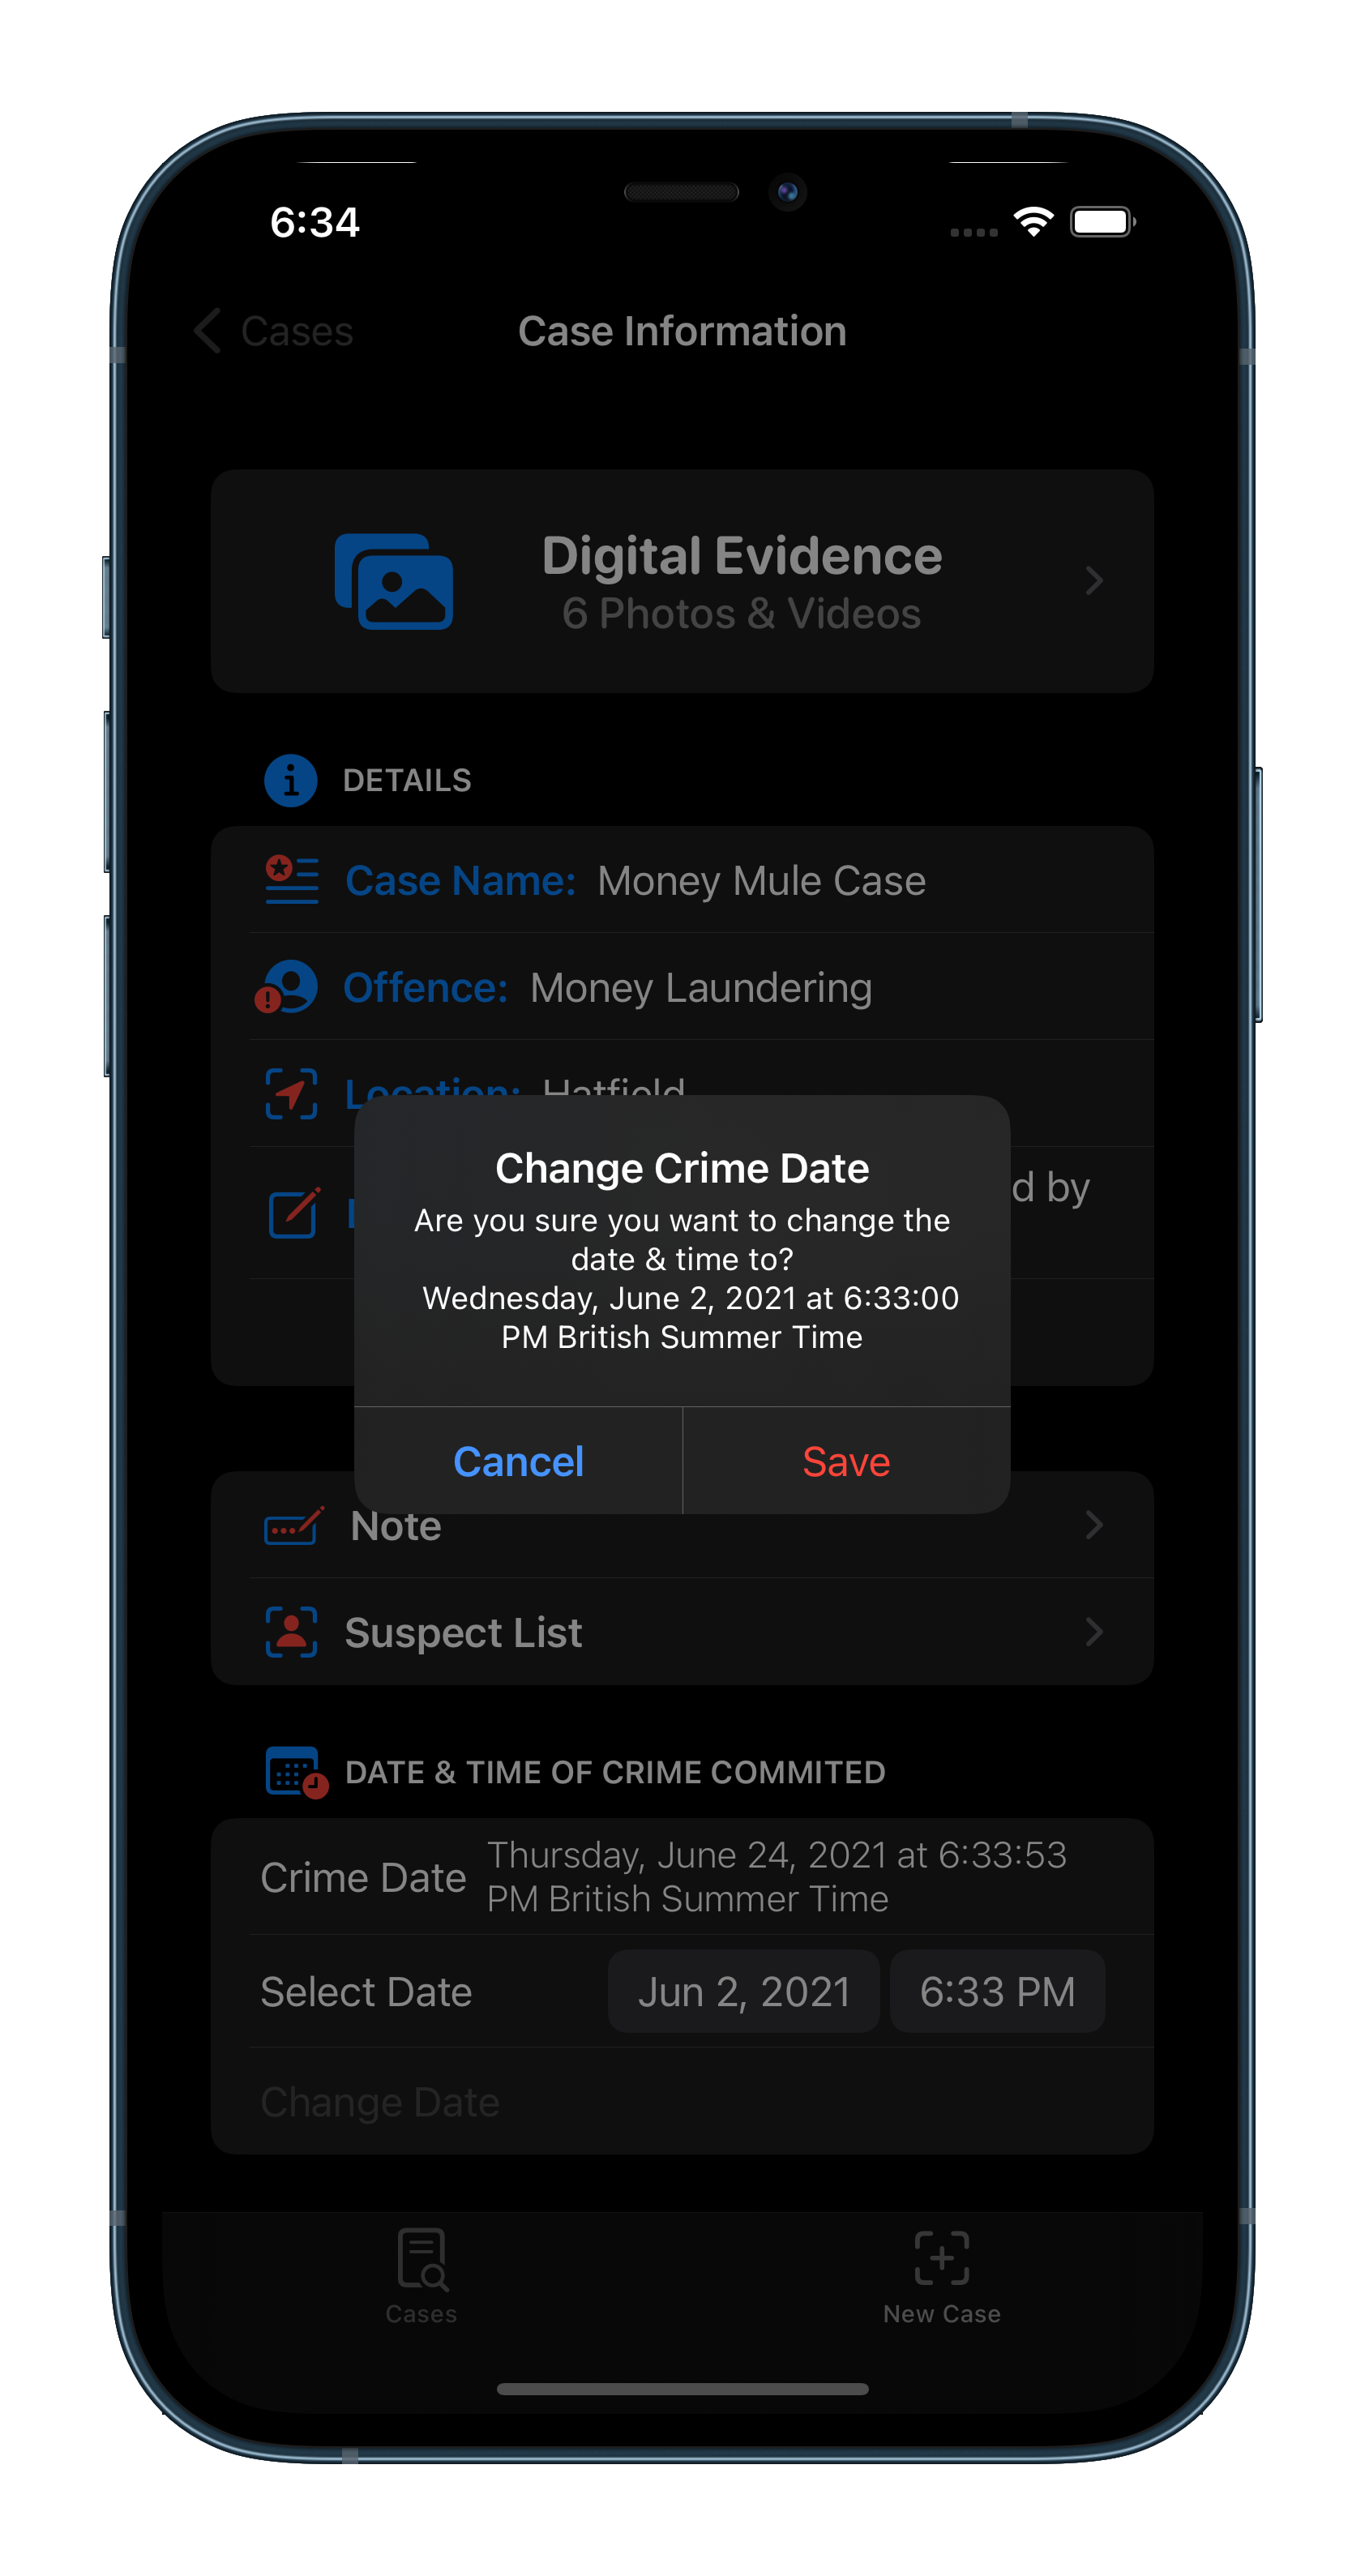 6:34
Cases
Case Information
Digital Evidence
6 Photos & Videos
DETAILS
Case Name: Money Mule Case
Offence: Money Laundering
Location: Hatfield
d by
Change Crime Date
Are you sure you want to change the
date & time to?
Wednesday, June 2, 2021 at 6:33:00
PM British Summer Time
Cancel
Save
Note
Suspect List
DATE & TIME OF CRIME COMMITED
Crime Date
Thursday, June 24, 2021 at 6:33:53
PM British Summer Time
Select Date
Jun 2, 2021
6:33 PM
Change Date
Cases
New Case